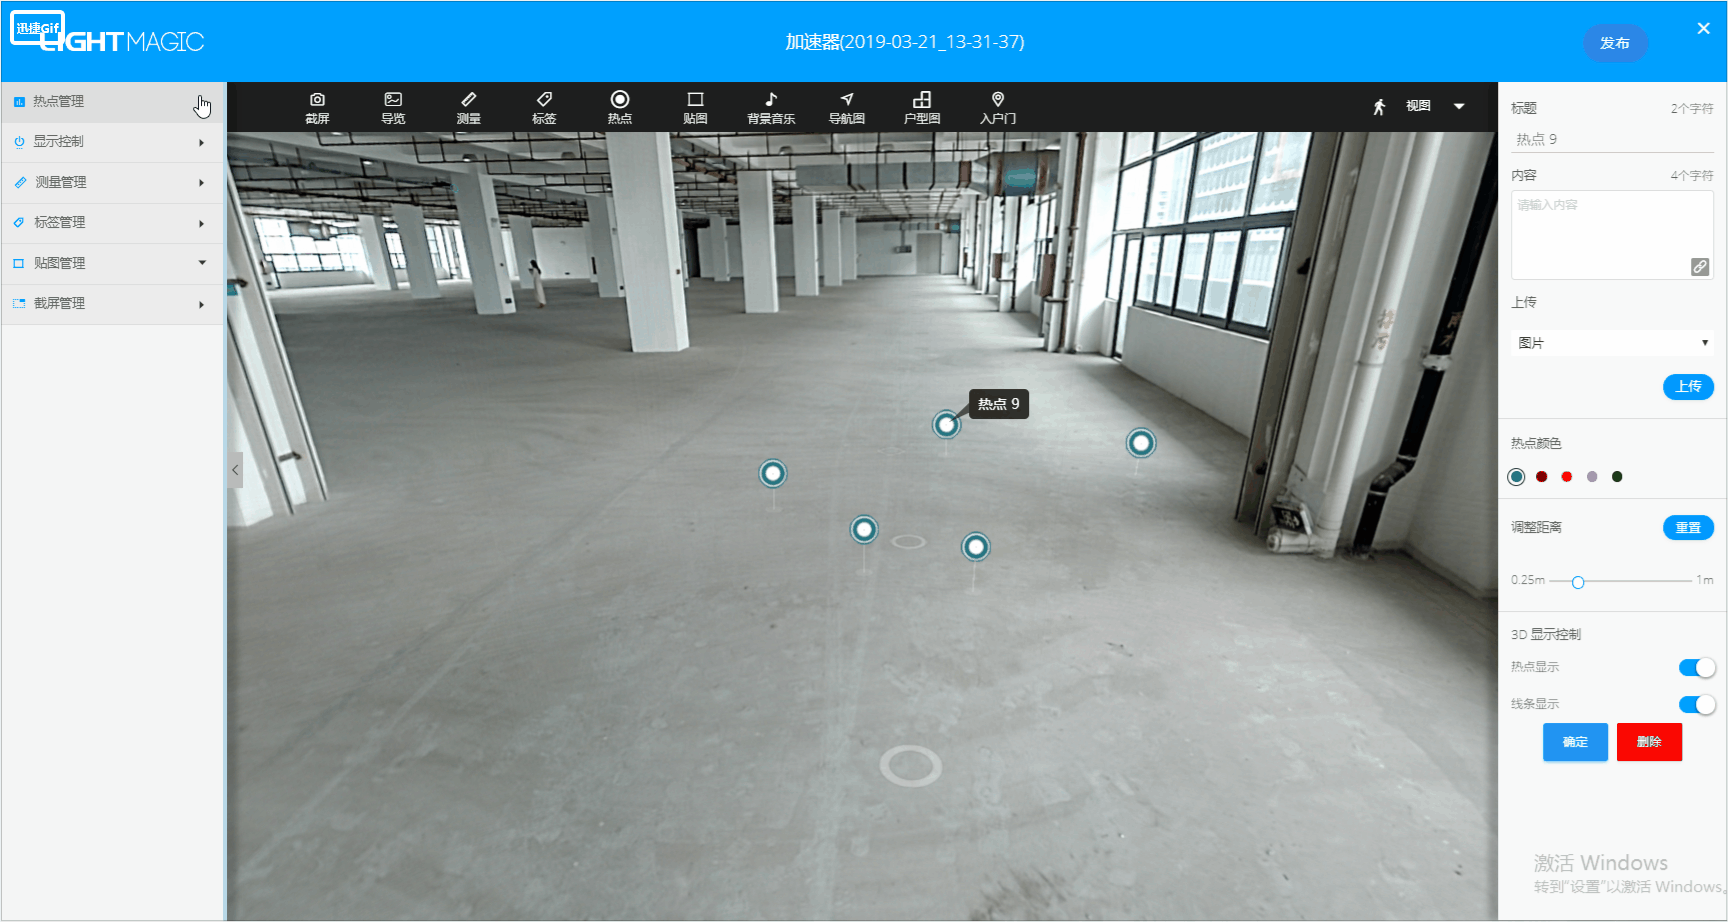 迅捷Gif
LIGHT MAGIC
加速器(2019-03-21_13-31-37)
发布
热点管理
显示控制
测量管理
标签管理
贴图管理
截屏管理
截屏
导览
测量
标签
热点
贴图
背景音乐
导航图
户型图
入户门
视图
热点 9
标题
2个字符
热点 9
内容
4个字符
请输入内容
上传
图片
上传
热点颜色
调整距离
重置
0.25m
1m
3D 显示控制
热点显示
线条显示
确定
删除
激活 Windows
转到“设置”以激活 Windows。